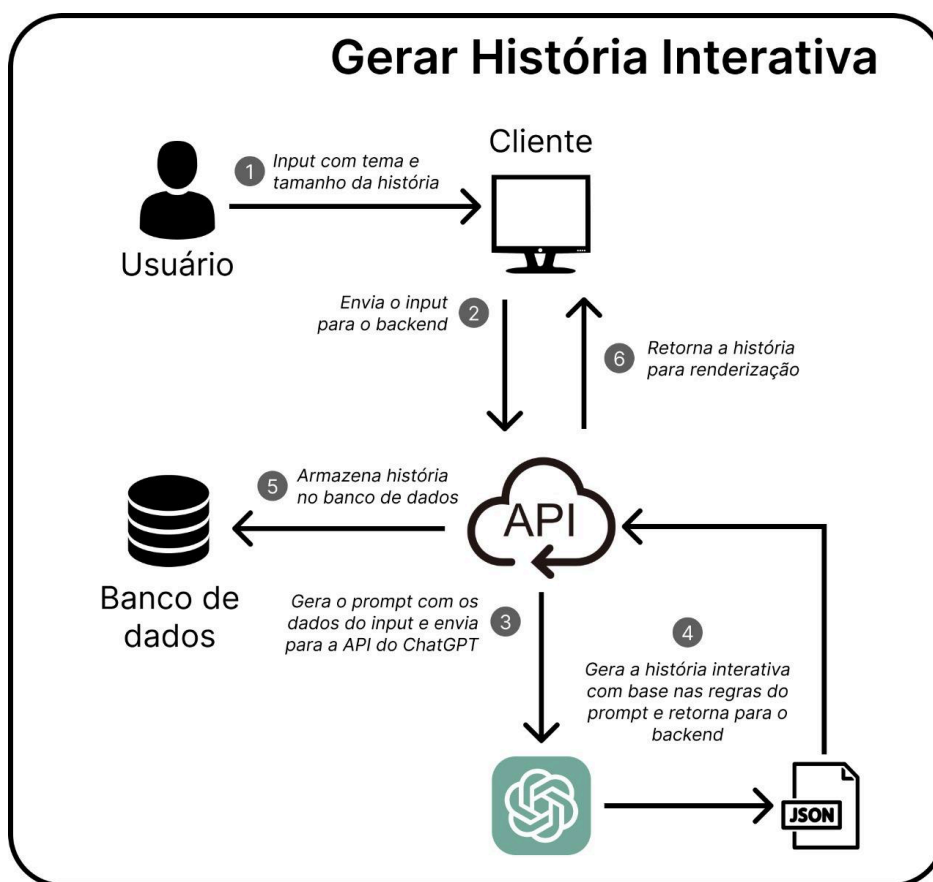 Gerar História Interativa
Cliente
1
Input com tema e
tamanho da história
Usuário
Envia o input
para o backend
2
6
Retorna a história
para renderização
5
Armazena história
no banco de dados
API
Banco de
dados
Gera o prompt com os
dados do input e envia
para a API do ChatGPT
3
4
Gera a história interativa
com base nas regras do
prompt e retorna para o
backend
JSON